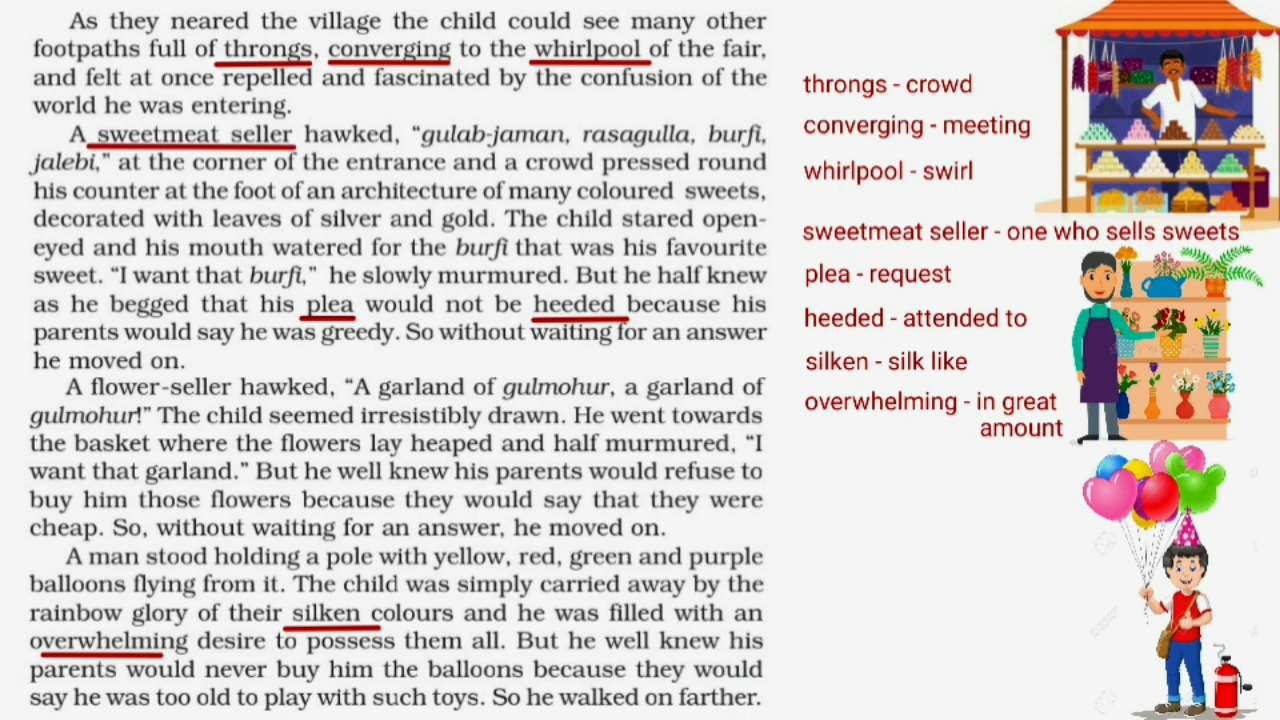 As they neared the village the child could see many other
footpaths full of throngs, converging to the whirlpool of the fair,
and felt at once repelled and fascinated by the confusion of the
world he was entering.
A sweetmeat seller hawked, “gulab-jaman, rasagulla, burfi,
jalebi,” at the corner of the entrance and a crowd pressed round
his counter at the foot of an architecture of many coloured sweets,
decorated with leaves of silver and gold. The child stared open-
eyed and his mouth watered for the burfi that was his favourite
sweet. “I want that burfi,” he slowly murmured. But he half knew
as he begged that his plea would not be heeded because his
parents would say he was greedy. So without waiting for an answer
he moved on.
A flower-seller hawked, “A garland of gulmohur, a garland of
gulmohur!” The child seemed irresistibly drawn. He went towards
the basket where the flowers lay heaped and half murmured, “I
want that garland.” But he well knew his parents would refuse to
buy him those flowers because they would say that they were
cheap. So, without waiting for an answer, he moved on.
A man stood holding a pole with yellow, red, green and purple
balloons flying from it. The child was simply carried away by the
rainbow glory of their silken colours and he was filled with an
overwhelming desire to possess them all. But he well knew his
parents would never buy him the balloons because they would
say he was too old to play with such toys. So he walked on farther.
throngs - crowd
converging - meeting
whirlpool - swirl
sweetmeat seller - one who sells sweets
plea - request
heeded - attended to
silken - silk like
overwhelming - in great
amount